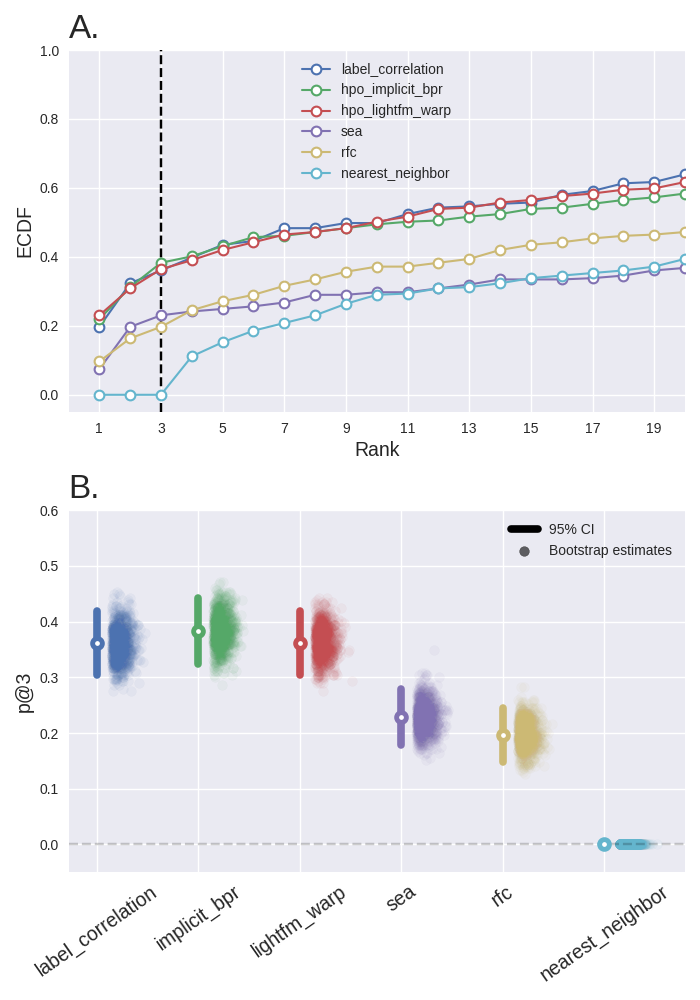 A.
1.0
0.8
0.6
0.4
0.2
0.0
ECDF
label_correlation
hpo_implicit_bpr
hpo_lightfm_warp
sea
rfc
nearest_neighbor
1 3 5 7 9 11 13 15 17 19
Rank
B.
0.6
0.5
0.4
0.3
0.2
0.1
0.0
p@3
95% CI
Bootstrap estimates
label_correlation
implicit_bpr
lightfm_warp
sea
rfc
nearest_neighbor